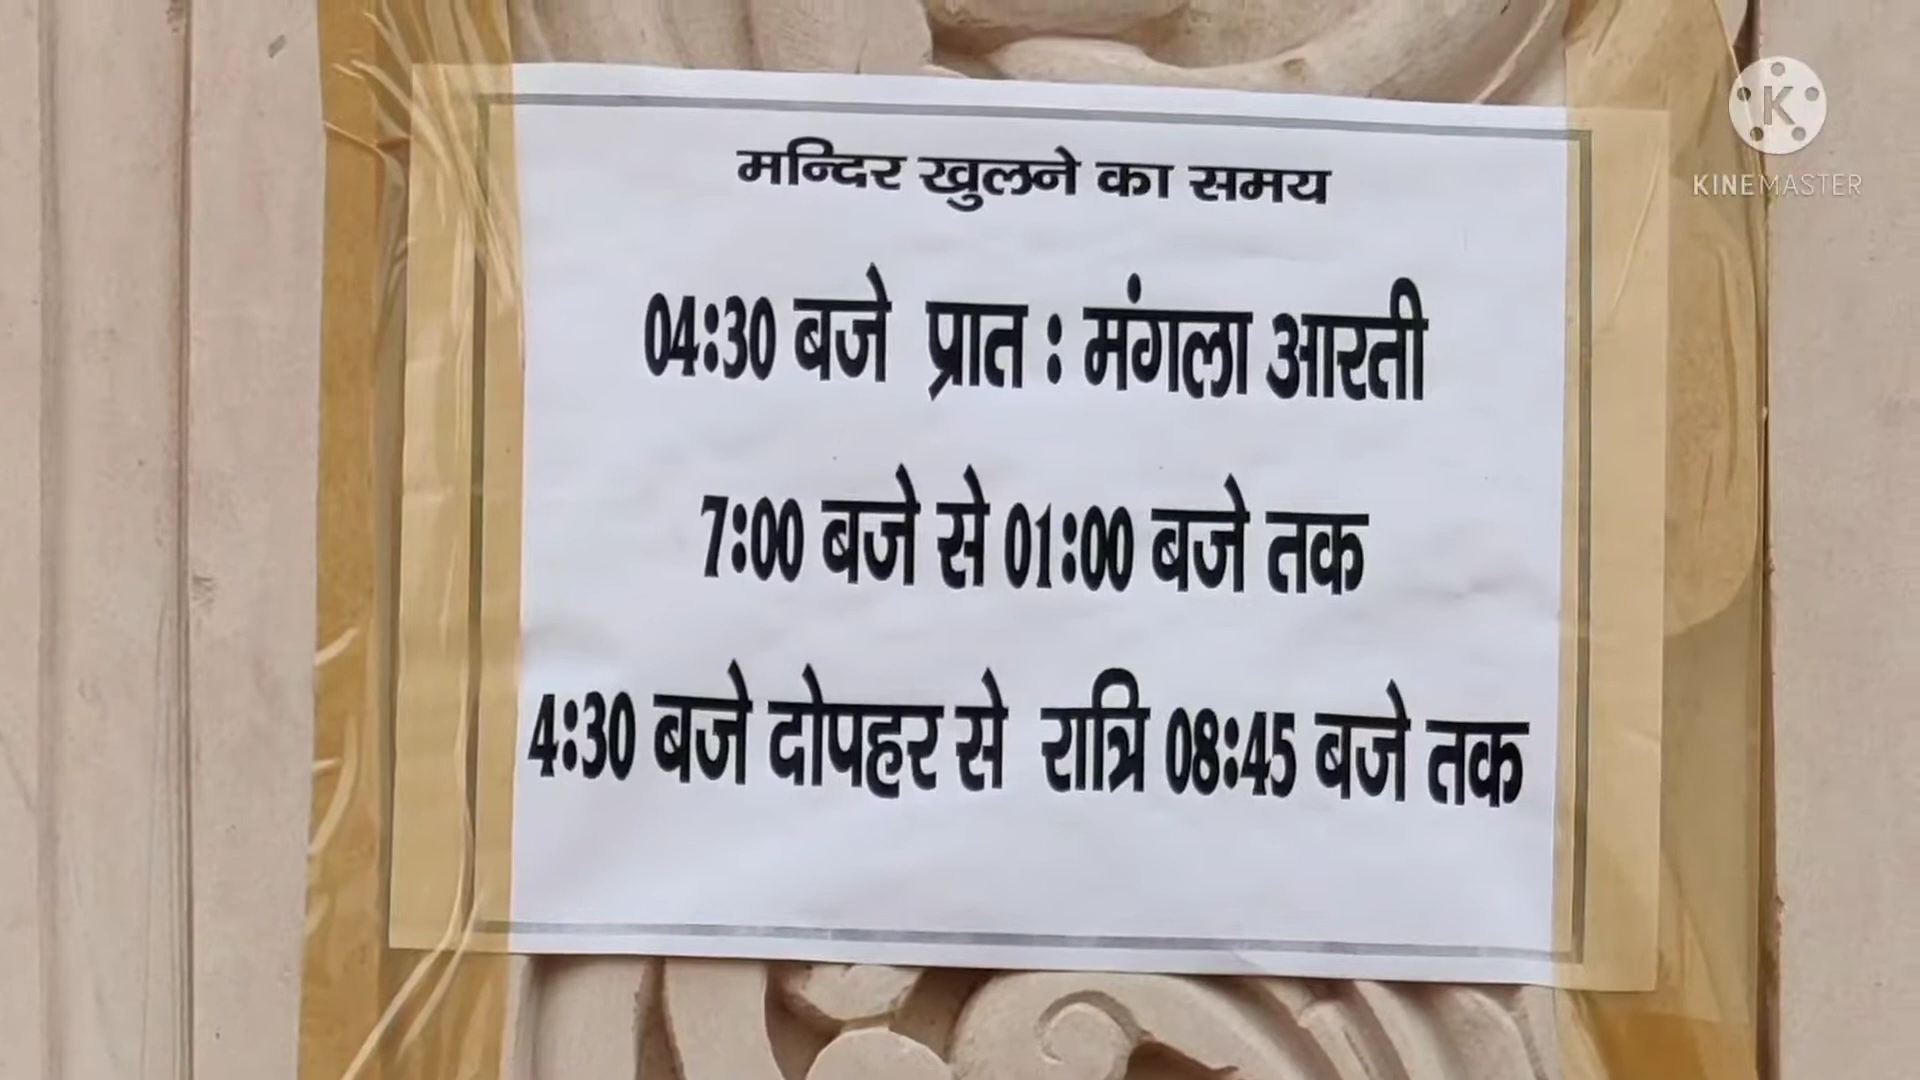 मन्दिर खुलने का समय
04:30 बजे प्रात : मंगला आरती
7:00 बजे से 01:00 बजे तक
4:30 बजे दोपहर से रात्रि 08:45 बजे तक
K
KINEMASTER